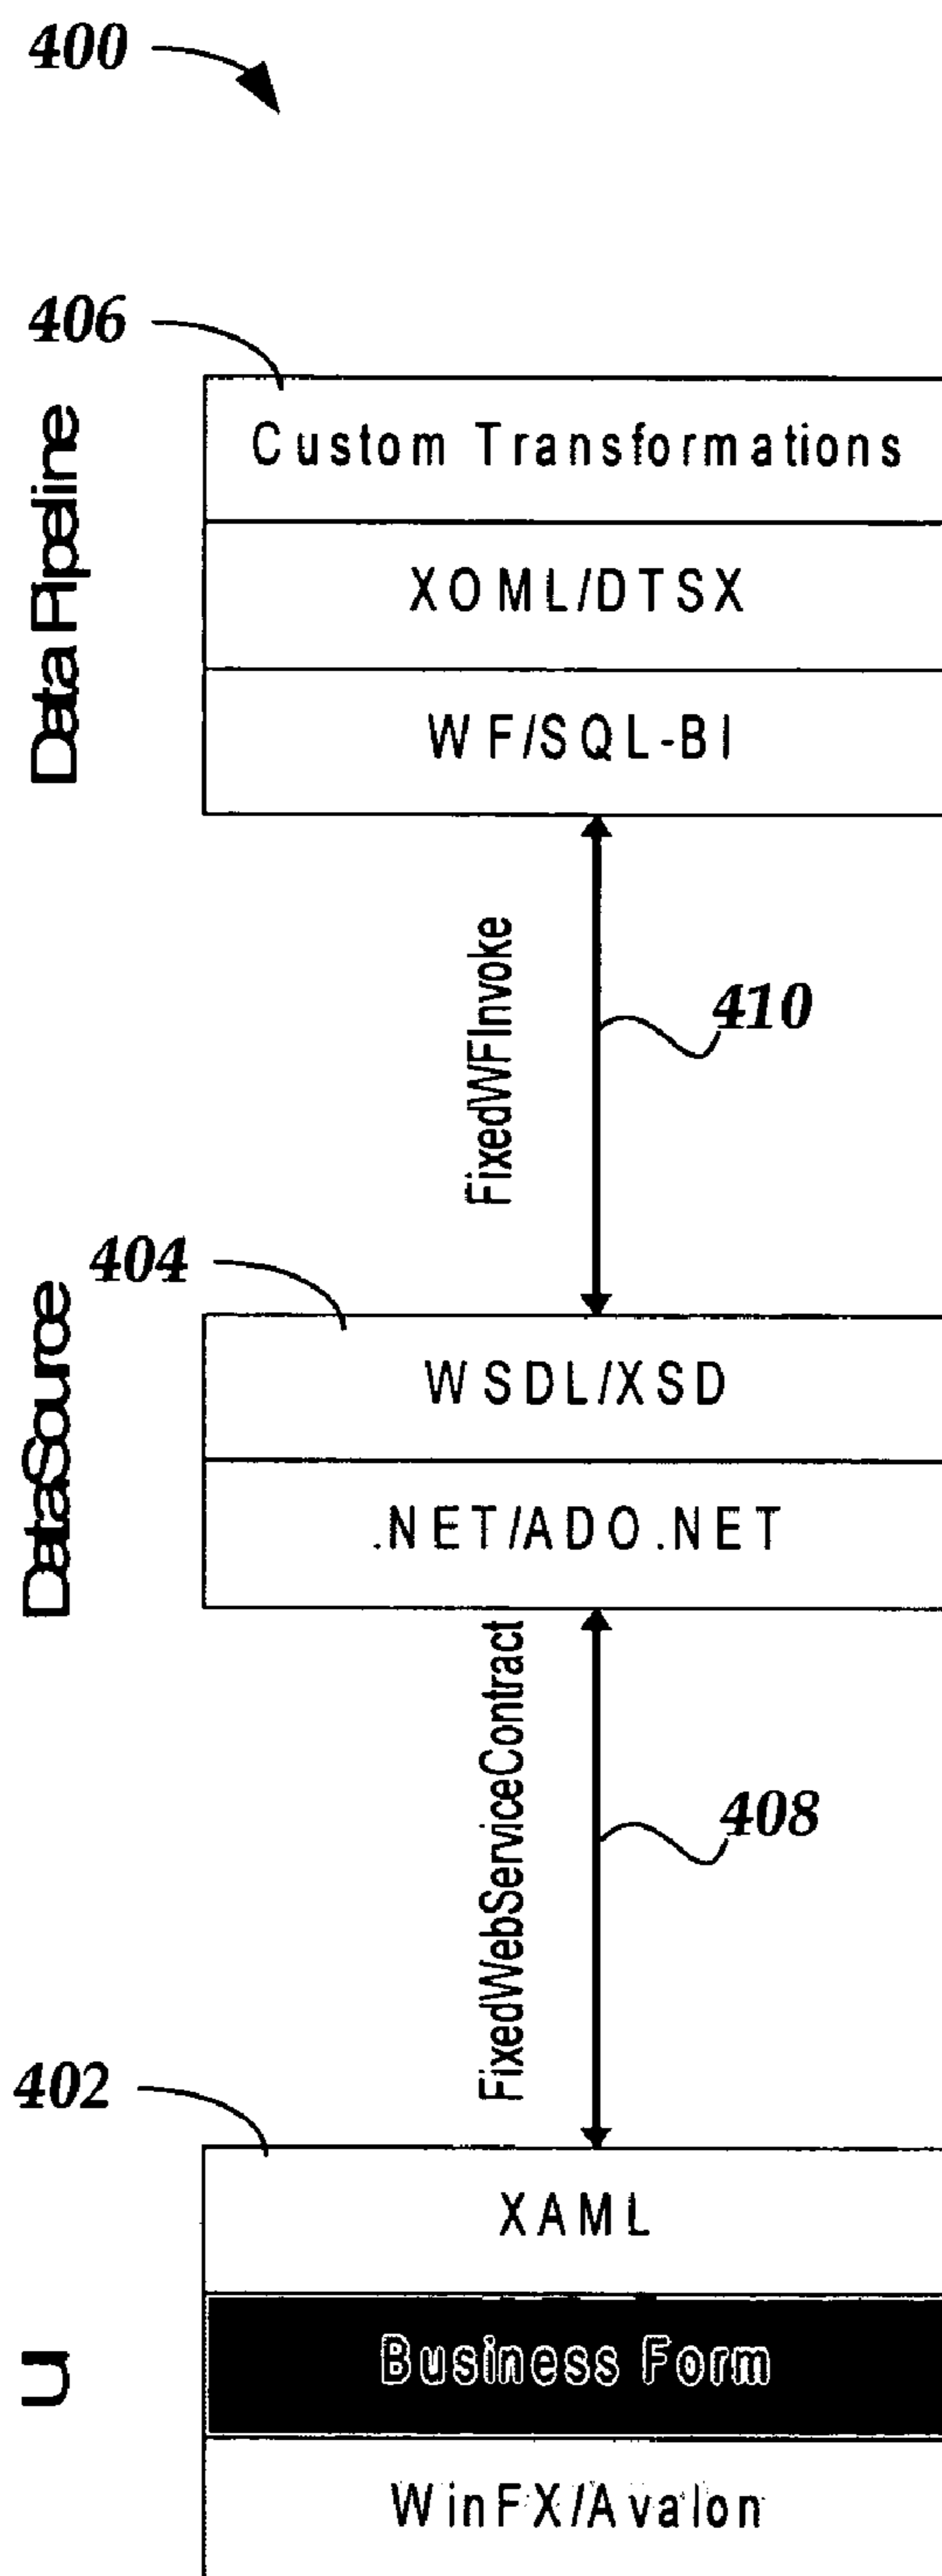 400
406
Data Pipeline
Custom Transformations
XOML/DTSX
WF/SQL-BI
FixedWFInvoke
410
404
DataSource
WSDL/XSD
.NET/ADO.NET
FixedWebServiceContract
408
402
U
XAML
Business Form
WinFX/Avalon